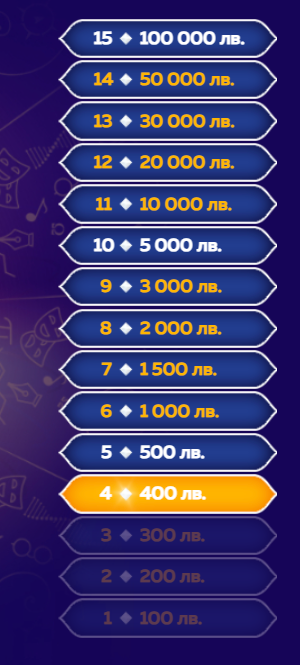 15 ◆ 100 000 лв.
14 ◆ 50 000 лв.
13 ◆ 30 000 лв.
12 ◆ 20 000 лв.
11 ◆ 10 000 лв.
10 ◆ 5 000 лв.
9 ◆ 3 000 лв.
8 ◆ 2 000 лв.
7 ◆ 1 500 лв.
6 ◆ 1 000 лв.
5 ◆ 500 лв.
4 ◆ 400 лв.
3 ◆ 300 лв.
2 ◆ 200 лв.
1 ◆ 100 лв.